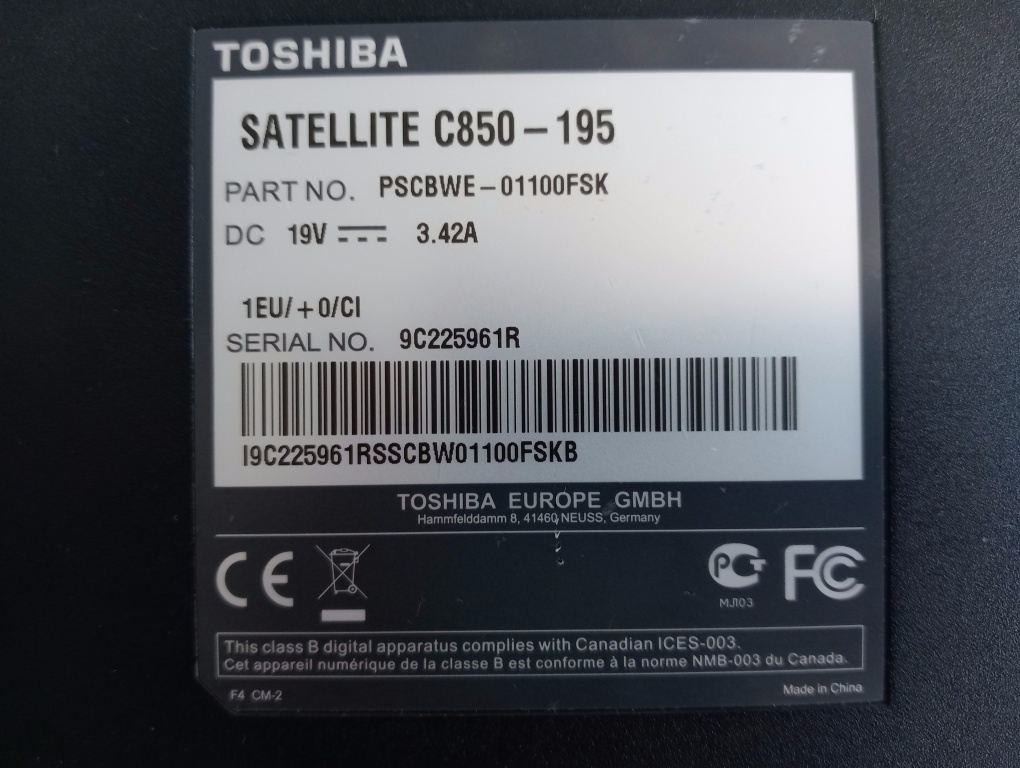 TOSHIBA
SATELLITE C850-195
PART NO. PSCBWE-01100FSK
DC 19V 3.42A
1EU/+0/CI
SERIAL NO. 9C225961R
I9C225961RSSCBW01100FSKB
TOSHIBA EUROPE GMBH
Hammfelddamm 8, 41460 NEUSS, Germany
CE PCT FC
МЛ03
This class B digital apparatus complies with Canadian ICES-003.
Cet appareil numérique de la classe B est conforme à la norme NMB-003 du Canada.
F4 CM-2 Made in China